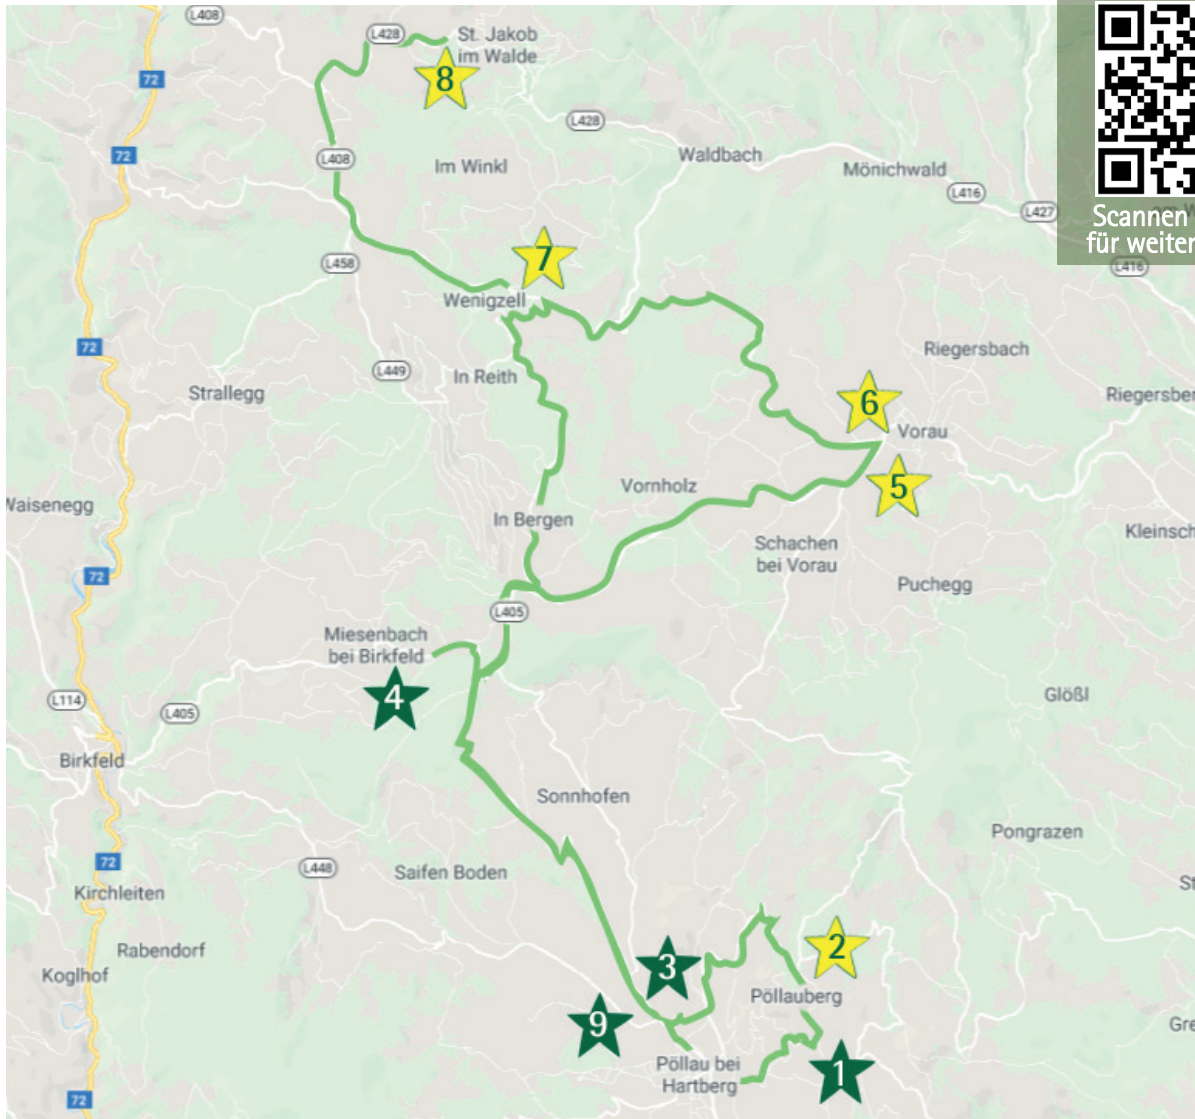 L408
L428
St. Jakob
im Walde
8
72
L428
72
L408
Im Winkl
Waldbach
Mönichwald
L416
L427
Scannen
für weiter
L416
7
L458
Wenigzell
72
Riegersbach
L449
In Reith
Strallegg
6
Riegersber
Vorau
Vornholz
5
Waisenegg
In Bergen
Schachen
bei Vorau
Kleinsch
72
Puchegg
L405
Miesenbach
bei Birkfeld
4
L114
L405
Glößl
Birkfeld
Sonnhofen
Pongrazen
72
L448
Saifen Boden
Kirchleiten
St
Rabendorf
2
3
Koglhof
Pöllauberg
9
Gre
Pöllau bei
Hartberg
1
72